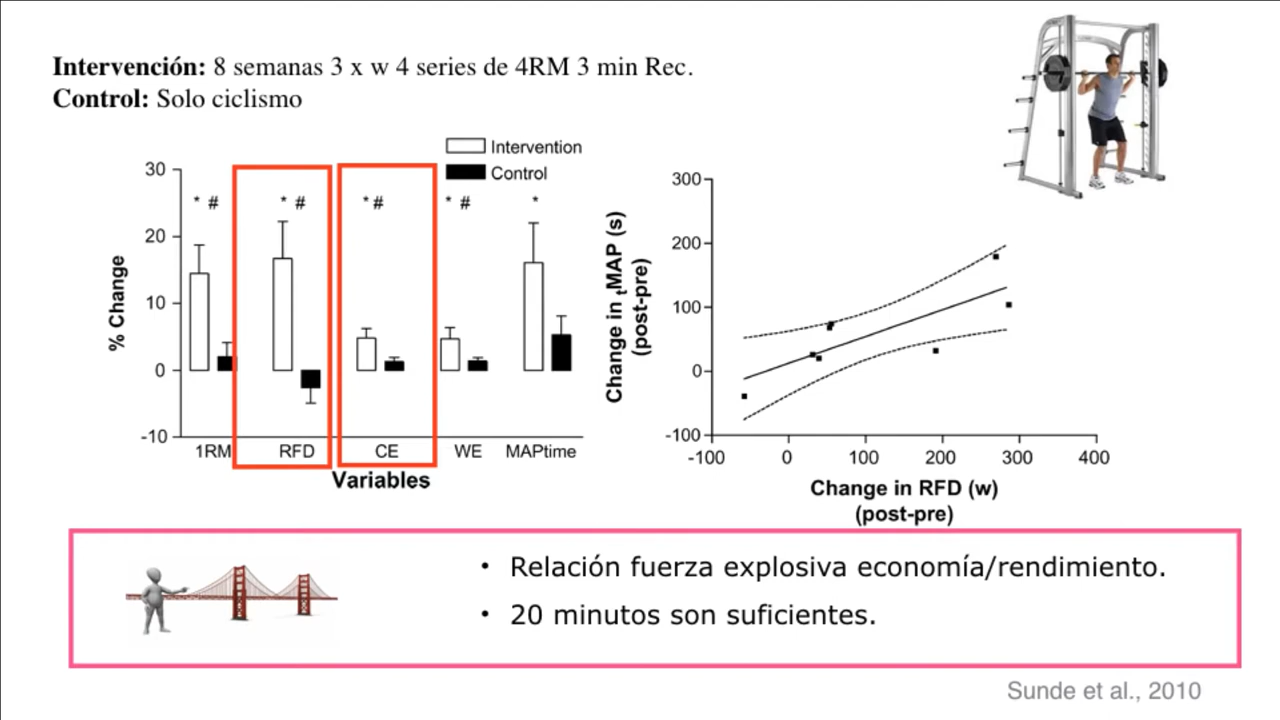 Intervención: 8 semanas 3 x w 4 series de 4RM 3 min Rec.
Control: Solo ciclismo
Intervention
Control
30
20
10
0
-10
% Change
* #
* #
* #
* #
*
1RM
RFD
CE
WE
MAPtime
Variables
300
200
100
0
-100
Change in tMAP (s)
(post-pre)
-100
0
100
200
300
400
Change in RFD (w)
(post-pre)
• Relación fuerza explosiva economía/rendimiento.
• 20 minutos son suficientes.
Sunde et al., 2010